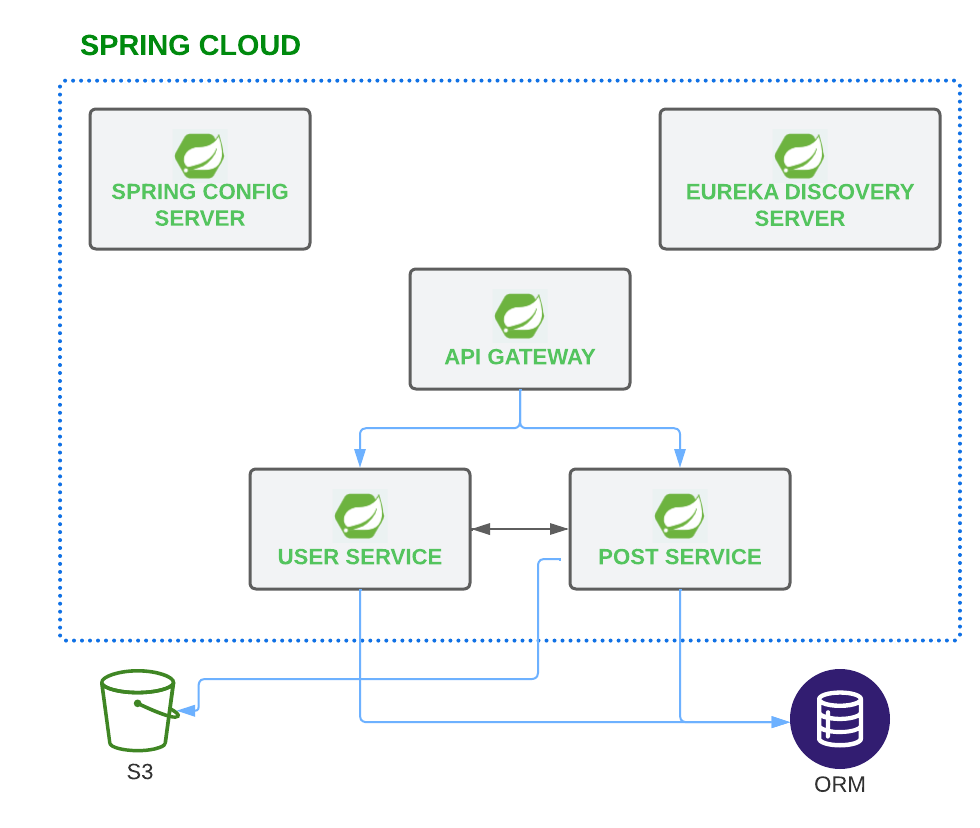 SPRING CLOUD
SPRING CONFIG
SERVER
EUREKA DISCOVERY
SERVER
API GATEWAY
USER SERVICE
POST SERVICE
S3
ORM